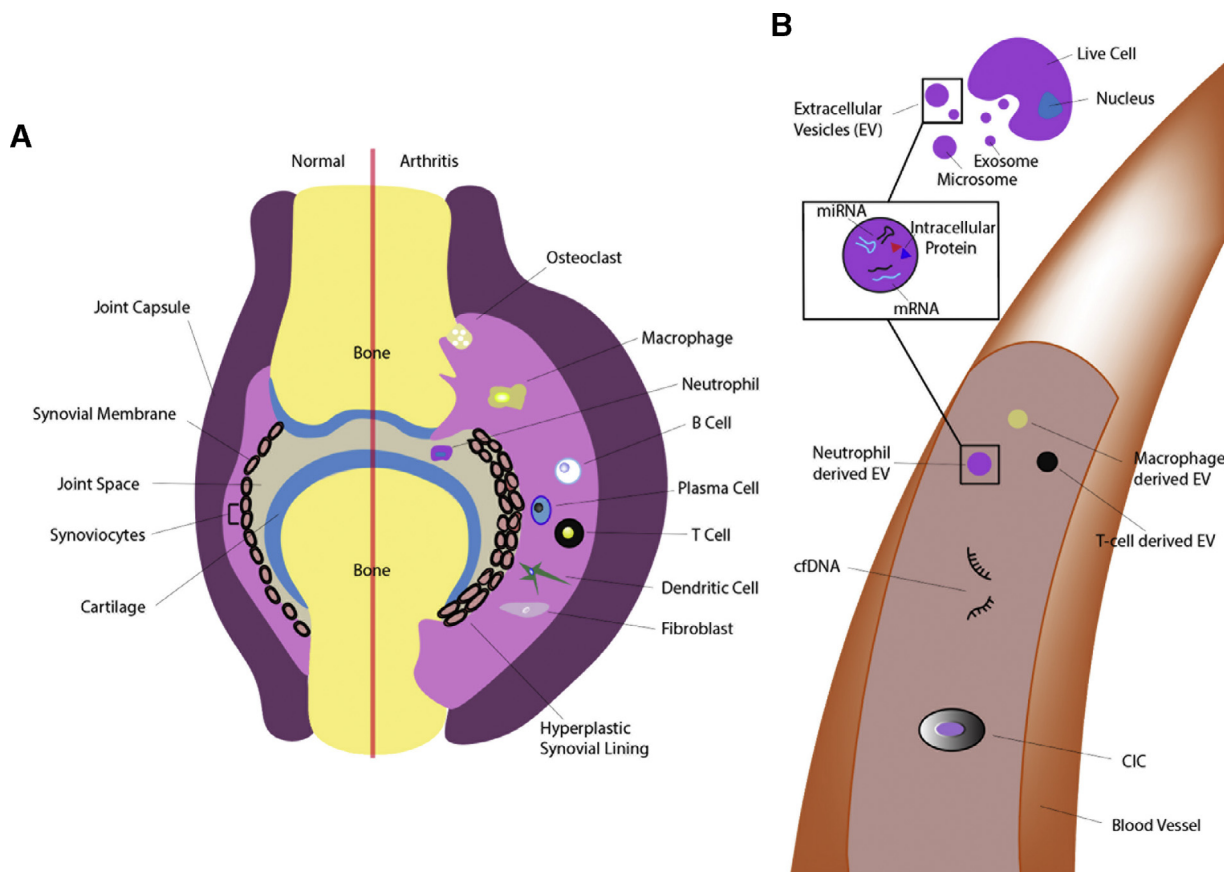 A
Normal
Arthritis
Osteoclast
Joint Capsule
Bone
Macrophage
Neutrophil
Synovial Membrane
B Cell
Joint Space
Plasma Cell
Synoviocytes
T Cell
Bone
Dendritic Cell
Cartilage
Fibroblast
Hyperplastic
Synovial Lining
B
Live Cell
Nucleus
Extracellular
Vesicles (EV)
Exosome
Microsome
miRNA
Intracellular
Protein
mRNA
Neutrophil
derived EV
Macrophage
derived EV
T-cell derived EV
cfDNA
CIC
Blood Vessel